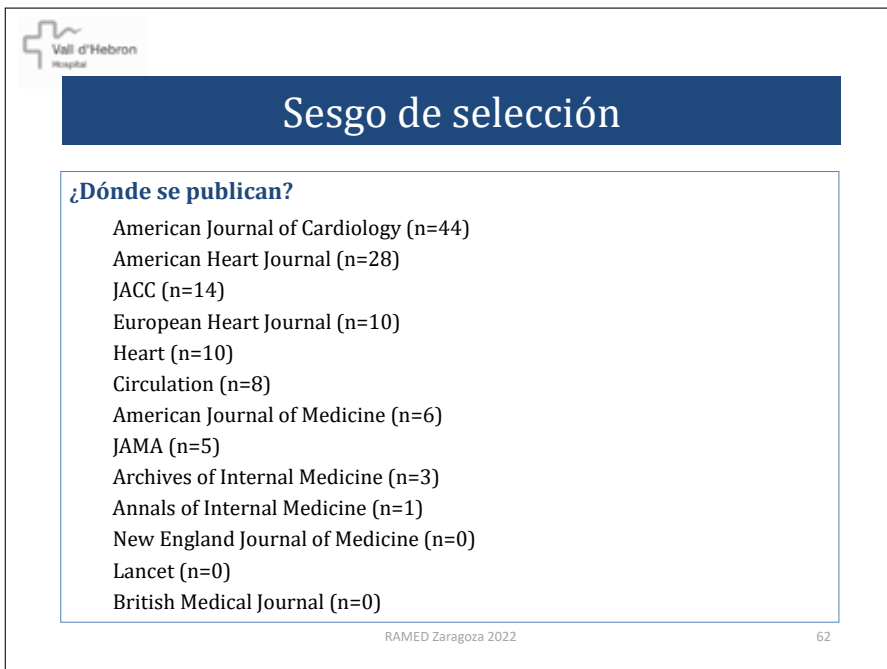 Vall d'Hebron
Hospital
Sesgo de selección
¿Dónde se publican?
American Journal of Cardiology (n=44)
American Heart Journal (n=28)
JACC (n=14)
European Heart Journal (n=10)
Heart (n=10)
Circulation (n=8)
American Journal of Medicine (n=6)
JAMA (n=5)
Archives of Internal Medicine (n=3)
Annals of Internal Medicine (n=1)
New England Journal of Medicine (n=0)
Lancet (n=0)
British Medical Journal (n=0)
RAMED Zaragoza 2022
62